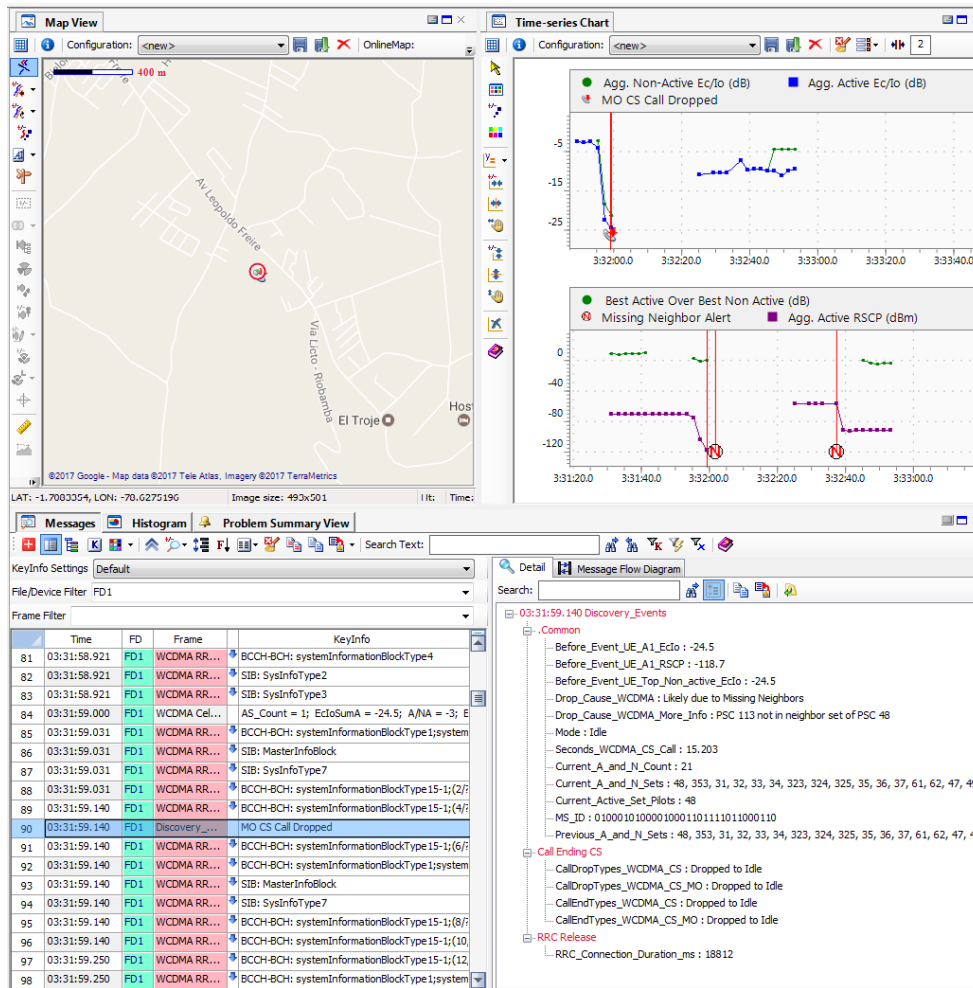 Map View
Configuration: <new> OnlineMap:
400 m
Freire
Av Leopoldo Freire
Vía Licto - Riobamba
El Troje
Host
©2017 Google - Map data ©2017 Tele Atlas, Imagery ©2017 TerraMetrics
LAT: -1.7083354, LON: -78.6275196 Image size: 493x501 It: Time:
Time-series Chart
Configuration: <new> 2
Agg. Non-Active Ec/Io (dB) Agg. Active Ec/Io (dB)
MO CS Call Dropped
-5
-15
-25
3:32:00.0 3:32:20.0 3:32:40.0 3:33:00.0 3:33:20.0 3:33:40.0
Best Active Over Best Non Active (dB)
Missing Neighbor Alert Agg. Active RSCP (dBm)
0
-40
-80
-120
3:31:20.0 3:31:40.0 3:32:00.0 3:32:20.0 3:32:40.0 3:33:00.0
Messages Histogram Problem Summary View
Search Text:
KeyInfo Settings Default
File/Device Filter FD1
Frame Filter
Time FD Frame KeyInfo
81 03:31:58.921 FD1 WCDMA RR... BCCH-BCH: systemInformationBlockType4
82 03:31:58.921 FD1 WCDMA RR... SIB: SysInfoType2
83 03:31:58.921 FD1 WCDMA RR... SIB: SysInfoType3
84 03:31:59.000 FD1 WCDMA Cel... AS_Count = 1; EcIoSumA = -24.5; A/NA = -3; E
85 03:31:59.031 FD1 WCDMA RR... BCCH-BCH: systemInformationBlockType1;system
86 03:31:59.031 FD1 WCDMA RR... SIB: MasterInfoBlock
87 03:31:59.031 FD1 WCDMA RR... SIB: SysInfoType7
88 03:31:59.031 FD1 WCDMA RR... BCCH-BCH: systemInformationBlockType15-1;(2/?
89 03:31:59.140 FD1 WCDMA RR... BCCH-BCH: systemInformationBlockType15-1;(4/?
90 03:31:59.140 FD1 Discovery_... MO CS Call Dropped
91 03:31:59.140 FD1 WCDMA RR... BCCH-BCH: systemInformationBlockType15-1;(6/?
92 03:31:59.140 FD1 WCDMA RR... BCCH-BCH: systemInformationBlockType1;system
93 03:31:59.140 FD1 WCDMA RR... SIB: MasterInfoBlock
94 03:31:59.140 FD1 WCDMA RR... SIB: SysInfoType7
95 03:31:59.140 FD1 WCDMA RR... BCCH-BCH: systemInformationBlockType15-1;(8/?
96 03:31:59.140 FD1 WCDMA RR... BCCH-BCH: systemInformationBlockType15-1;(10,
97 03:31:59.250 FD1 WCDMA RR... BCCH-BCH: systemInformationBlockType15-1;(12,
98 03:31:59.250 FD1 WCDMA RR... BCCH-BCH: systemInformationBlockType1;system
Detail Message Flow Diagram
Search:
03:31:59.140 Discovery_Events
.Common
Before_Event_UE_A1_EcIo : -24.5
Before_Event_UE_A1_RSCP : -118.7
Before_Event_UE_Top_Non_active_EcIo : -24.5
Drop_Cause_WCDMA : Likely due to Missing Neighbors
Drop_Cause_WCDMA_More_Info : PSC 113 not in neighbor set of PSC 48
Mode : Idle
Seconds_WCDMA_CS_Call : 15.203
Current_A_and_N_Count : 21
Current_A_and_N_Sets : 48, 353, 31, 32, 33, 34, 323, 324, 325, 35, 36, 37, 61, 62, 47, 49
Current_Active_Set_Pilots : 48
MS_ID : 010001010000100011011110110001​10
Previous_A_and_N_Sets : 48, 353, 31, 32, 33, 34, 323, 324, 325, 35, 36, 37, 61, 62, 47, 4
Call Ending CS
CallDropTypes_WCDMA_CS : Dropped to Idle
CallDropTypes_WCDMA_CS_MO : Dropped to Idle
CallEndTypes_WCDMA_CS : Dropped to Idle
CallEndTypes_WCDMA_CS_MO : Dropped to Idle
RRC Release
RRC_Connection_Duration_ms : 18812